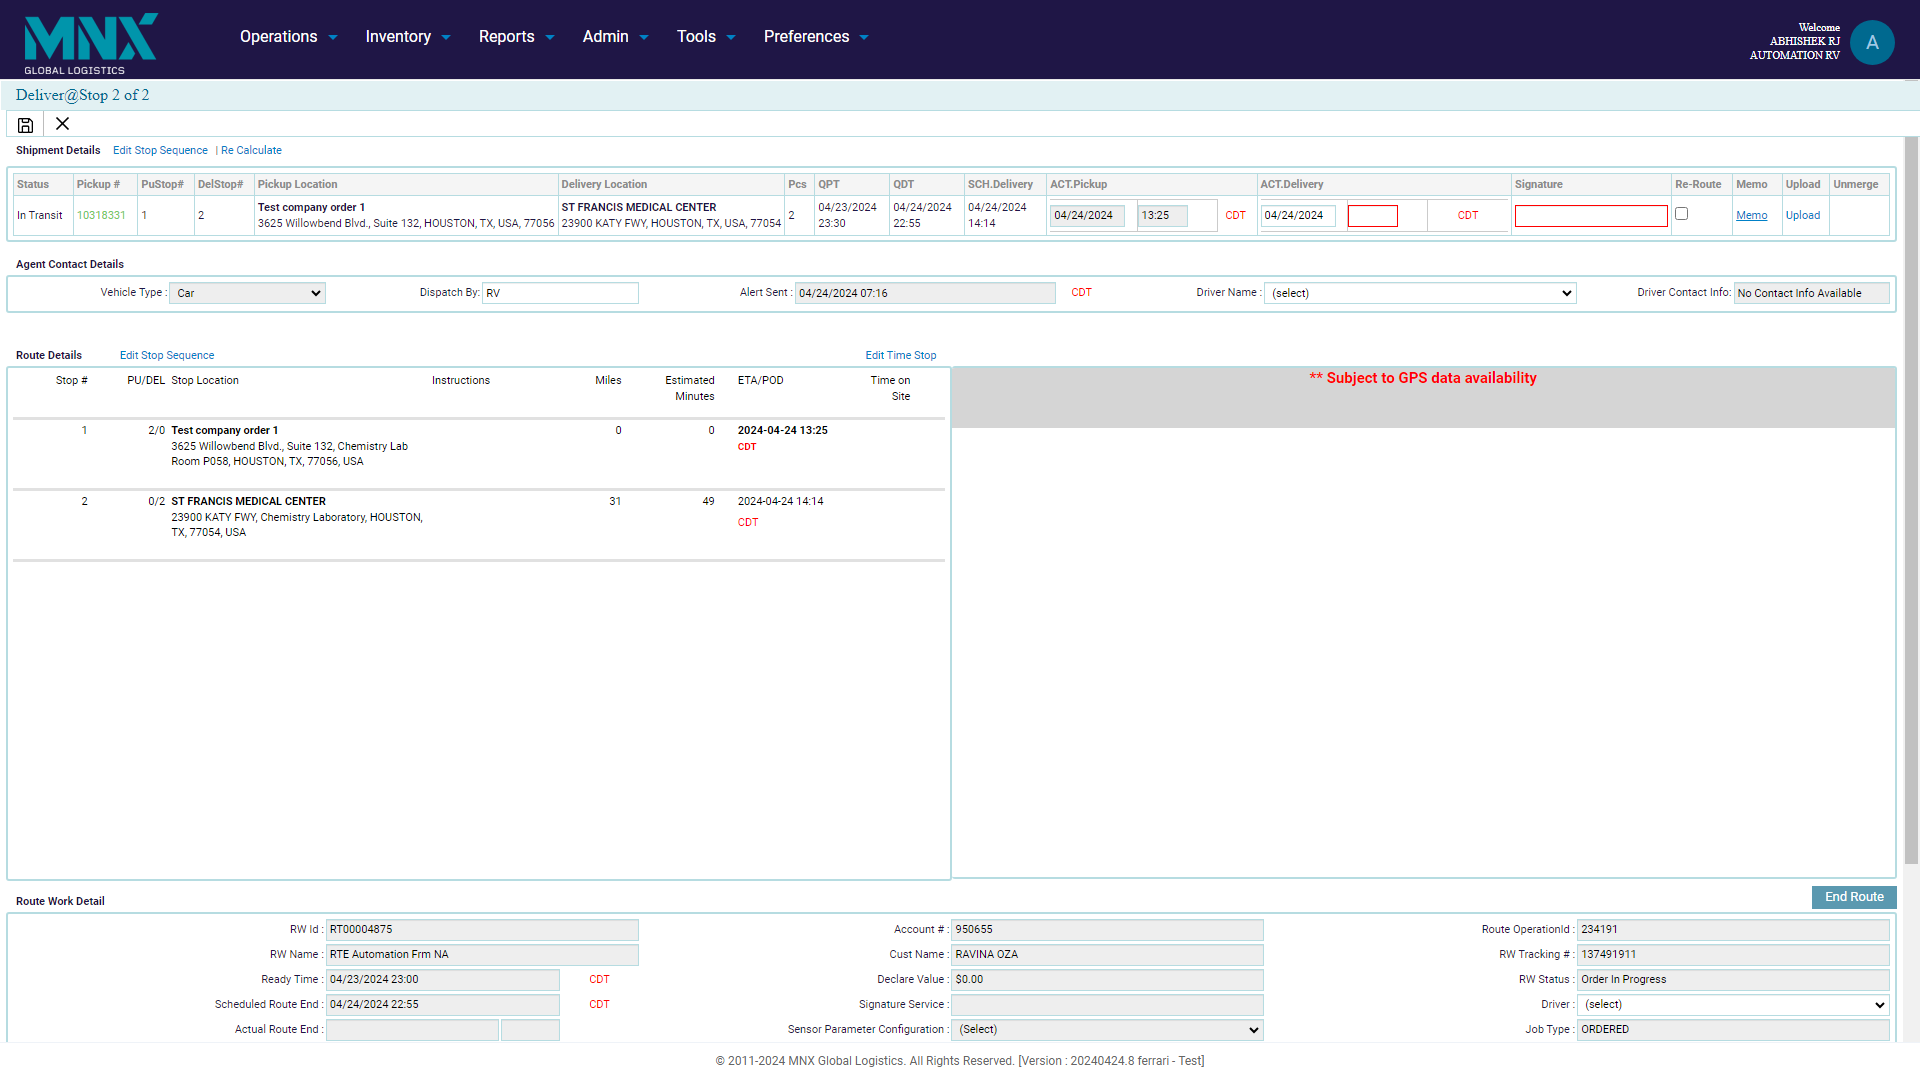 MNX
GLOBAL LOGISTICS
Operations Inventory Reports Admin Tools Preferences
Welcome
ABHISHEK RJ
AUTOMATION RV
A
Deliver@Stop 2 of 2
Shipment Details Edit Stop Sequence | Re Calculate
Status Pickup # PuStop# DelStop# Pickup Location Delivery Location Pcs QPT QDT SCH.Delivery ACT.Pickup ACT.Delivery Signature Re-Route Memo Upload Unmerge
In Transit 10318331 1 2 Test company order 1 ST FRANCIS MEDICAL CENTER 2 04/23/2024 04/24/2024 04/24/2024 04/24/2024 13:25 CDT 04/24/2024 CDT Memo Upload
3625 Willowbend Blvd., Suite 132, HOUSTON, TX, USA, 77056 23900 KATY FWY, HOUSTON, TX, USA, 77054 23:30 22:55 14:14
Agent Contact Details
Vehicle Type : Car Dispatch By: RV Alert Sent : 04/24/2024 07:16 CDT Driver Name : (select) Driver Contact Info: No Contact Info Available
Route Details Edit Stop Sequence Edit Time Stop
Stop # PU/DEL Stop Location Instructions Miles Estimated Minutes ETA/POD Time on Site
** Subject to GPS data availability
1 2/0 Test company order 1 0 0 2024-04-24 13:25
3625 Willowbend Blvd., Suite 132, Chemistry Lab CDT
Room P058, HOUSTON, TX, 77056, USA
2 0/2 ST FRANCIS MEDICAL CENTER 31 49 2024-04-24 14:14
23900 KATY FWY, Chemistry Laboratory, HOUSTON, CDT
TX, 77054, USA
Route Work Detail End Route
RW Id : RT00004875 Account # : 950655 Route OperationId : 234191
RW Name : RTE Automation Frm NA Cust Name : RAVINA OZA RW Tracking # : 137491911
Ready Time : 04/23/2024 23:00 CDT Declare Value : $0.00 RW Status : Order In Progress
Scheduled Route End : 04/24/2024 22:55 CDT Signature Service : Driver : (select)
Actual Route End : Sensor Parameter Configuration : (Select) Job Type : ORDERED
© 2011-2024 MNX Global Logistics. All Rights Reserved. [Version : 20240424.8 ferrari - Test]